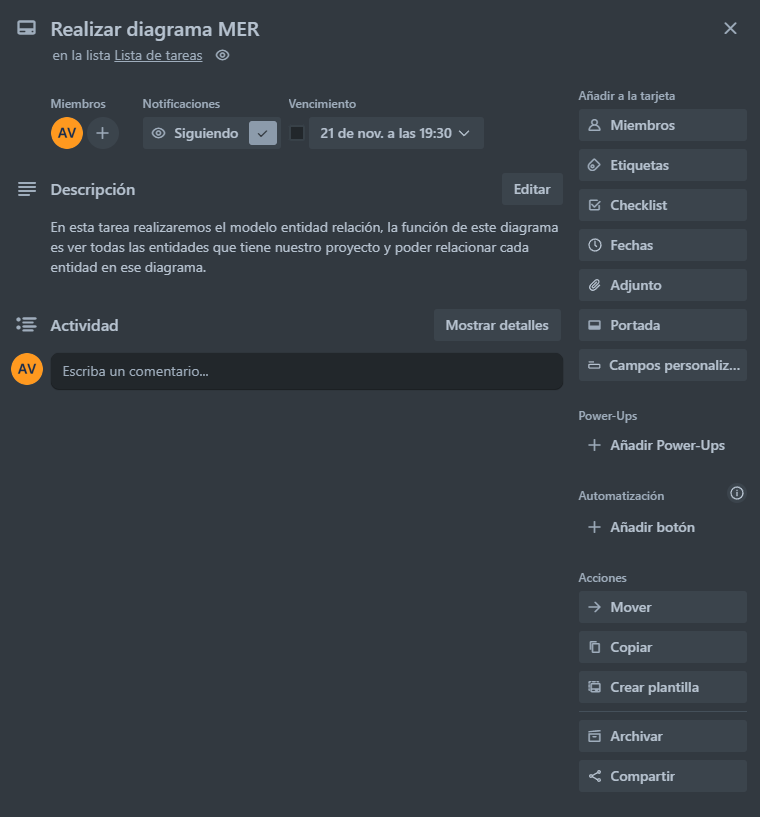 Realizar diagrama MER
en la lista Lista de tareas
Miembros
Notificaciones
Vencimiento
AV
Siguiendo
21 de nov. a las 19:30
Descripción
Editar
En esta tarea realizaremos el modelo entidad relación, la función de este diagrama
es ver todas las entidades que tiene nuestro proyecto y poder relacionar cada
entidad en ese diagrama.
Actividad
Mostrar detalles
AV
Escriba un comentario...
Añadir a la tarjeta
Miembros
Etiquetas
Checklist
Fechas
Adjunto
Portada
Campos personaliz...
Power-Ups
Añadir Power-Ups
Automatización
Añadir botón
Acciones
Mover
Copiar
Crear plantilla
Archivar
Compartir